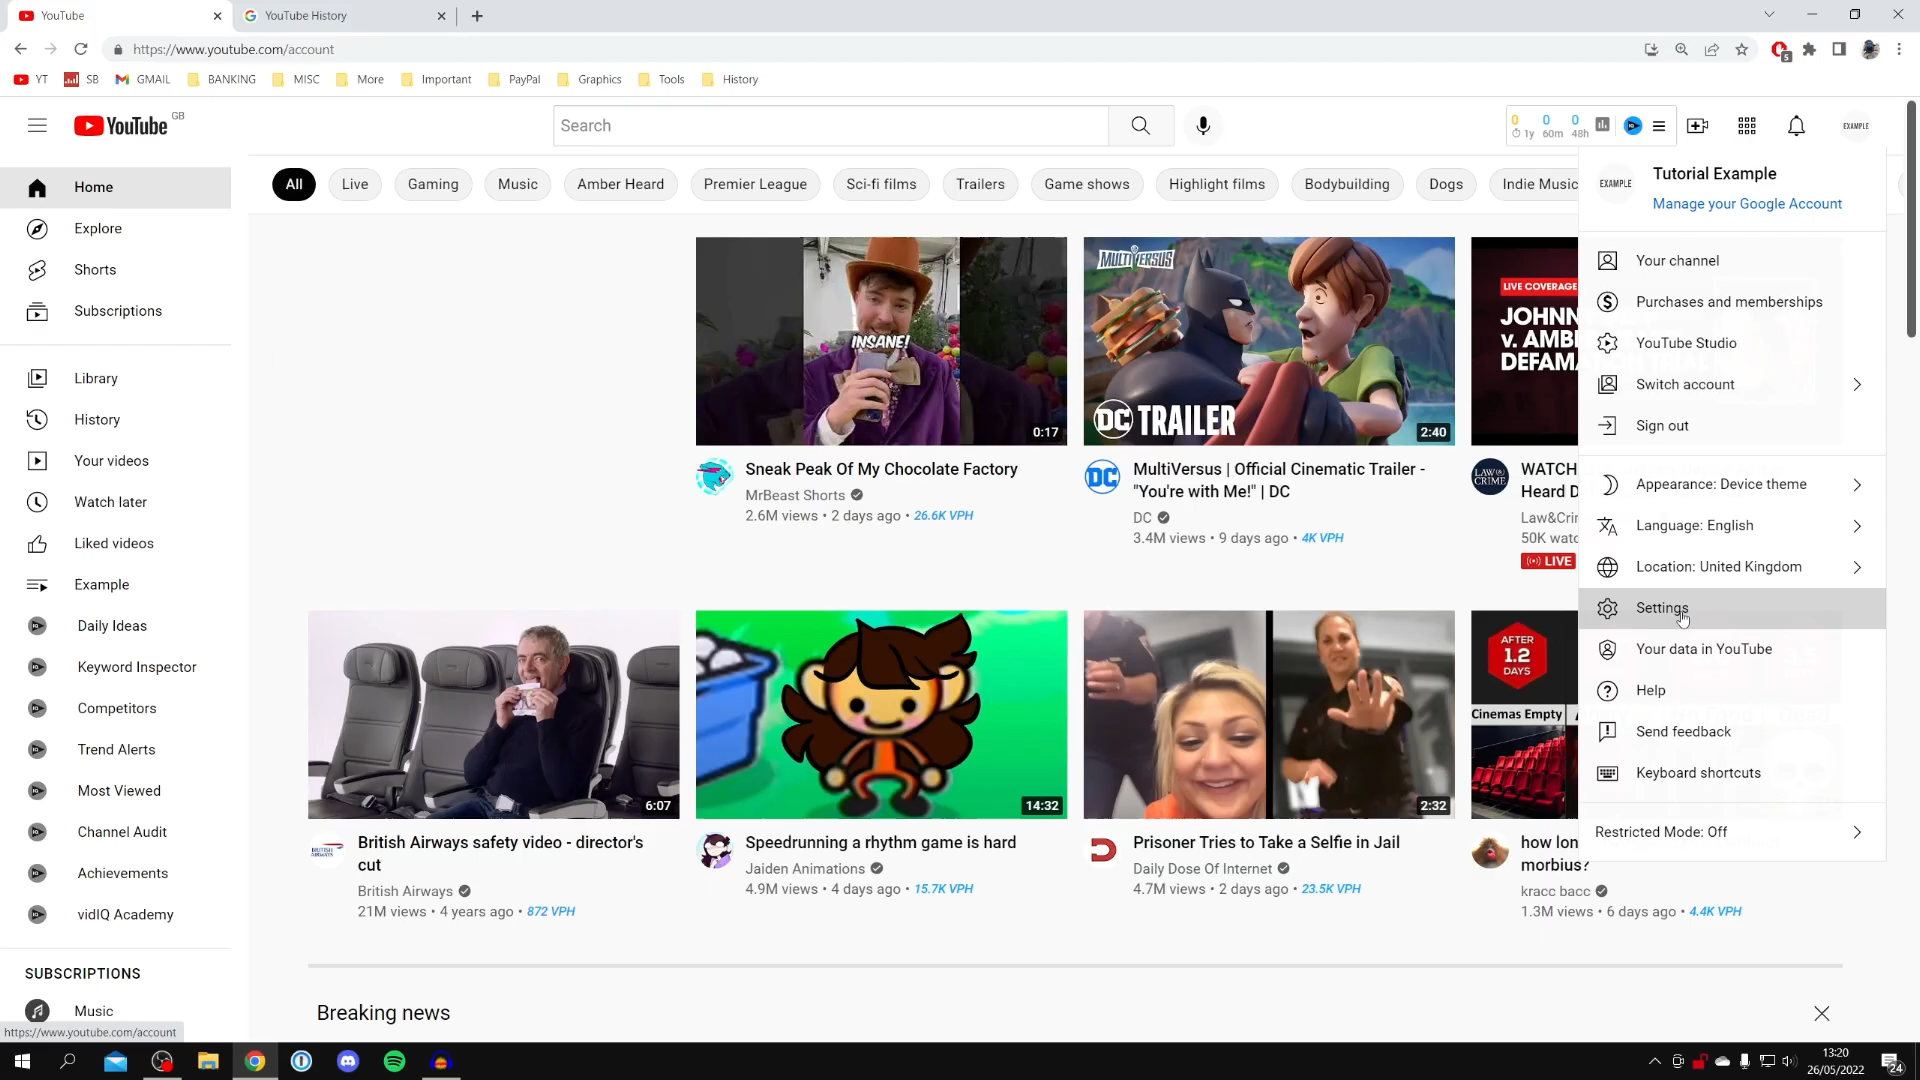 YouTube
YouTube History
https://www.youtube.com/account
5
YT
SB
GMAIL
BANKING
MISC
More
Important
PayPal
Graphics
Tools
History
YouTube GB
Search
0 0 0
1y 60m 48h
EXAMPLE
Home
Explore
Shorts
Subscriptions
Library
History
Your videos
Watch later
Liked videos
Example
Daily Ideas
Keyword Inspector
Competitors
Trend Alerts
Most Viewed
Channel Audit
Achievements
vidIQ Academy
SUBSCRIPTIONS
Music
https://www.youtube.com/account
All
Live
Gaming
Music
Amber Heard
Premier League
Sci-fi films
Trailers
Game shows
Highlight films
Bodybuilding
Dogs
Indie Music
INSANE!
0:17
Sneak Peak Of My Chocolate Factory
MrBeast Shorts
2.6M views • 2 days ago • 26.6K VPH
MULTIVERSUS
DC TRAILER
2:40
DC
MultiVersus | Official Cinematic Trailer -
"You're with Me!" | DC
DC
3.4M views • 9 days ago • 4K VPH
LIVE COVERAGE
JOHNN
V. AMB
DEFAM
LAW&
CRIME
WATCH
Heard D
Law&Crir
50K watc
LIVE
6:07
BRITISH AIRWAYS
British Airways safety video - director's
cut
British Airways
21M views • 4 years ago • 872 VPH
14:32
Speedrunning a rhythm game is hard
Jaiden Animations
4.9M views • 4 days ago • 15.7K VPH
2:32
Prisoner Tries to Take a Selfie in Jail
Daily Dose Of Internet
4.7M views • 2 days ago • 23.5K VPH
AFTER
1.2
DAYS
Cinemas Empty
how lon
morbius?
kracc bacc
1.3M views • 6 days ago • 4.4K VPH
Breaking news
EXAMPLE
Tutorial Example
Manage your Google Account
Your channel
Purchases and memberships
YouTube Studio
Switch account
Sign out
Appearance: Device theme
Language: English
Location: United Kingdom
Settings
Your data in YouTube
Help
Send feedback
Keyboard shortcuts
Restricted Mode: Off
13:20
26/05/2022
24